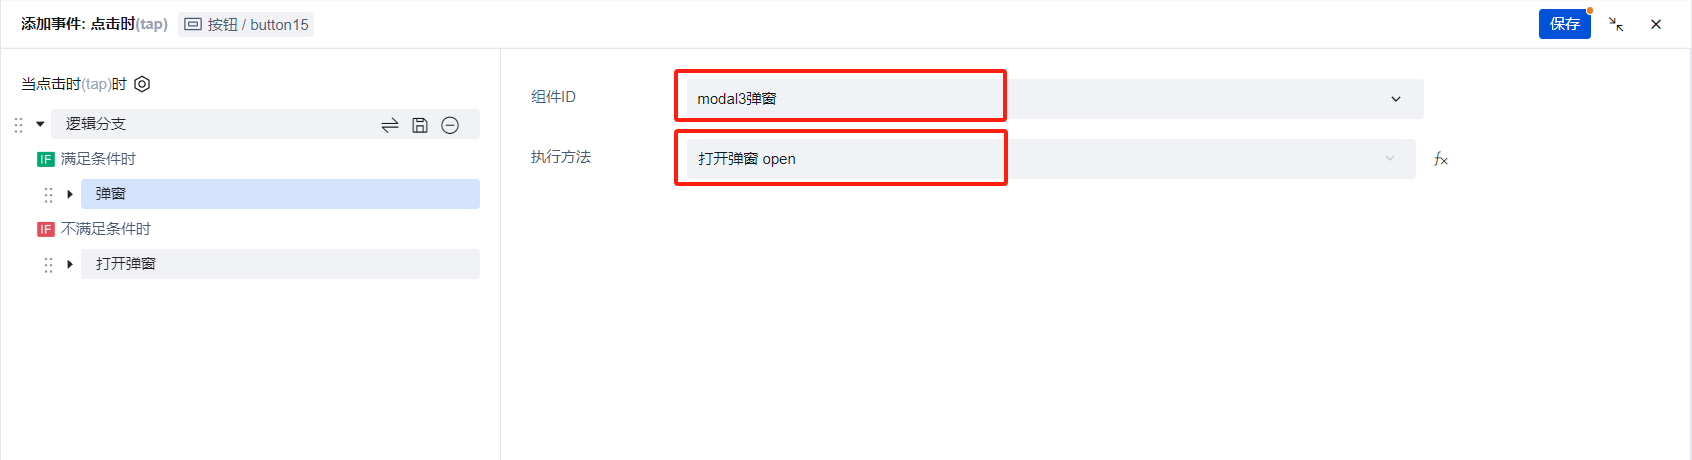 添加事件: 点击时(tap) 按钮 / button15
保存
当点击时(tap)时
逻辑分支
IF 满足条件时
弹窗
IF 不满足条件时
打开弹窗
组件ID
modal3弹窗
执行方法
打开弹窗 open
fx